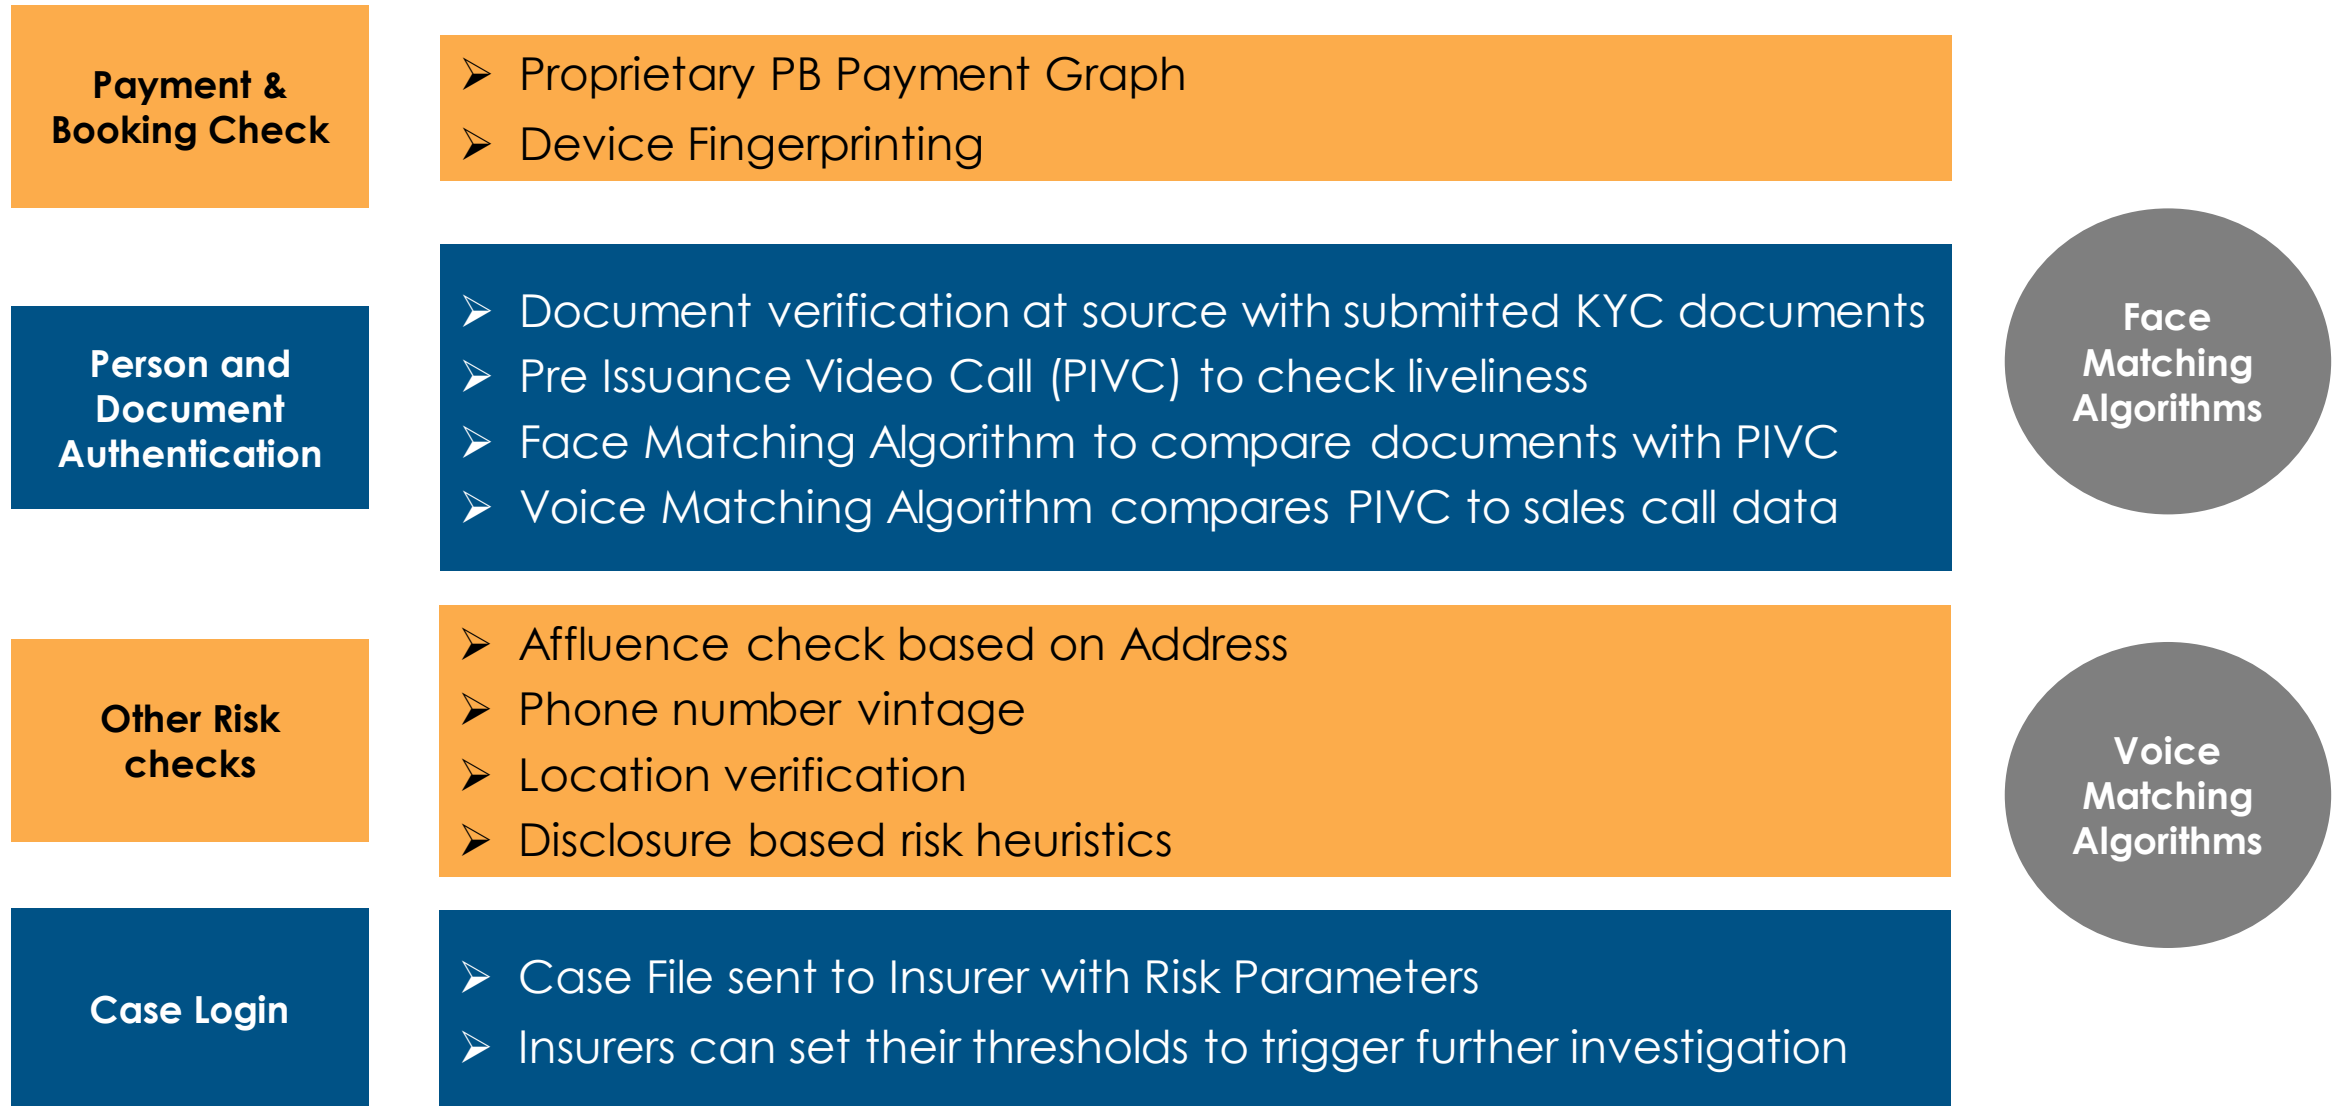 Payment &
Booking Check
➢ Proprietary PB Payment Graph
➢ Device Fingerprinting
Person and
Document
Authentication
➢ Document verification at source with submitted KYC documents
➢ Pre Issuance Video Call (PIVC) to check liveliness
➢ Face Matching Algorithm to compare documents with PIVC
➢ Voice Matching Algorithm compares PIVC to sales call data
Face
Matching
Algorithms
Other Risk
checks
➢ Affluence check based on Address
➢ Phone number vintage
➢ Location verification
➢ Disclosure based risk heuristics
Voice
Matching
Algorithms
Case Login
➢ Case File sent to Insurer with Risk Parameters
➢ Insurers can set their thresholds to trigger further investigation